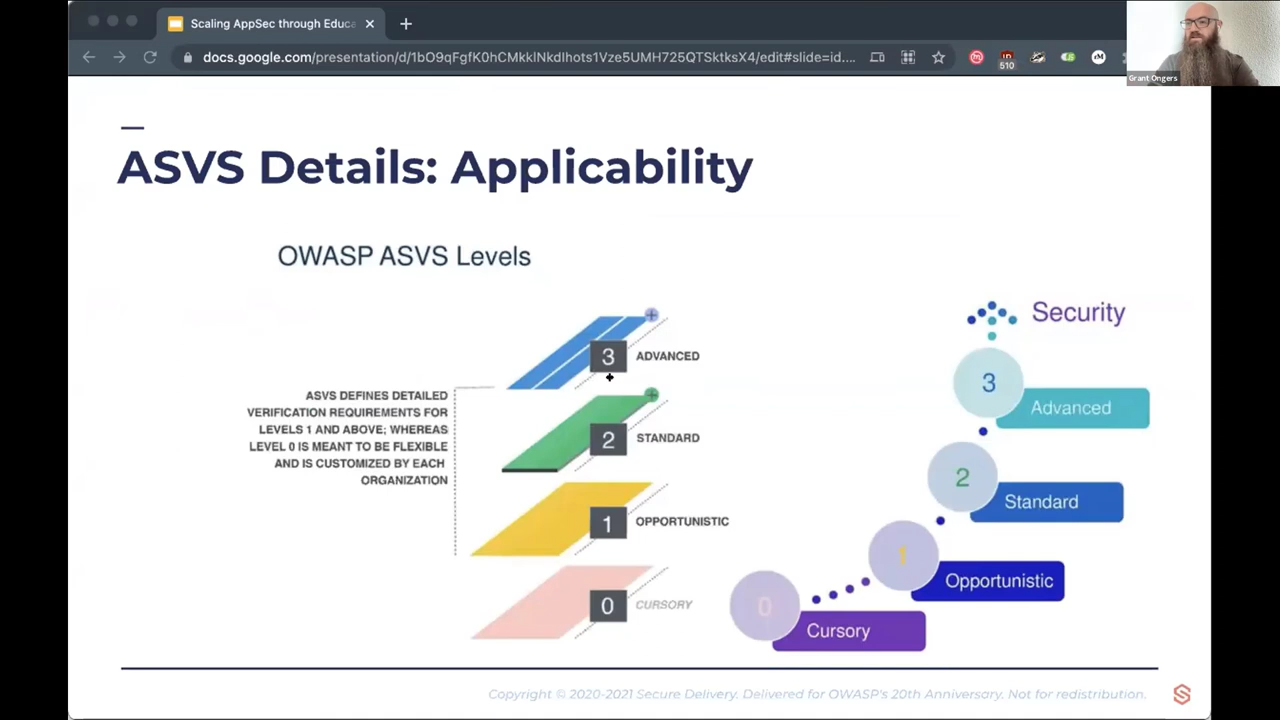 Scaling AppSec through Educa
docs.google.com/presentation/d/1bO9qFgfK0hCMkklNkdIhots1Vze5UMH725QTSktksX4/edit#slide=id....
510
Grant Ongers
ASVS Details: Applicability
OWASP ASVS Levels
3
ADVANCED
ASVS DEFINES DETAILED
VERIFICATION REQUIREMENTS FOR
LEVELS 1 AND ABOVE; WHEREAS
LEVEL 0 IS MEANT TO BE FLEXIBLE
AND IS CUSTOMIZED BY EACH
ORGANIZATION
2
STANDARD
1
OPPORTUNISTIC
0
CURSORY
Security
3
Advanced
2
Standard
1
Opportunistic
0
Cursory
Copyright © 2020-2021 Secure Delivery. Delivered for OWASP's 20th Anniversary. Not for redistribution.